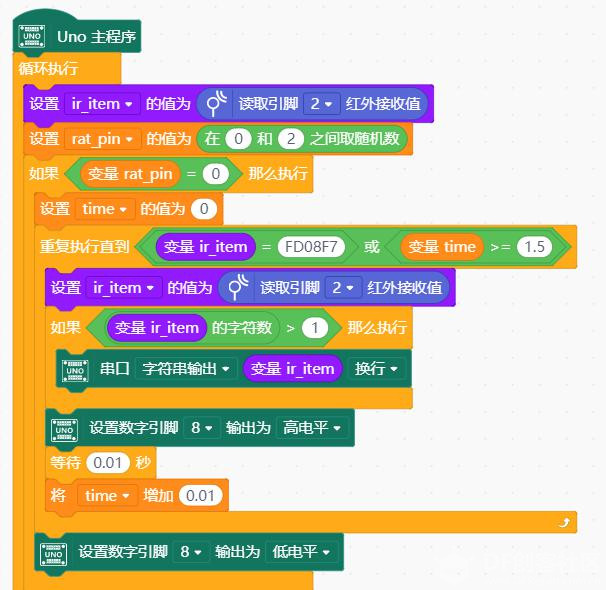 UNO Uno 主程序
循环执行
设置 ir_item 的值为 读取引脚 2 红外接收值
设置 rat_pin 的值为 在 0 和 2 之间取随机数
如果 变量 rat_pin = 0 那么执行
设置 time 的值为 0
重复执行直到 变量 ir_item = FD08F7 或 变量 time >= 1.5
设置 ir_item 的值为 读取引脚 2 红外接收值
如果 变量 ir_item 的字符数 > 1 那么执行
UNO 串口 字符串输出 变量 ir_item 换行
UNO 设置数字引脚 8 输出为 高电平
等待 0.01 秒
将 time 增加 0.01
UNO 设置数字引脚 8 输出为 低电平